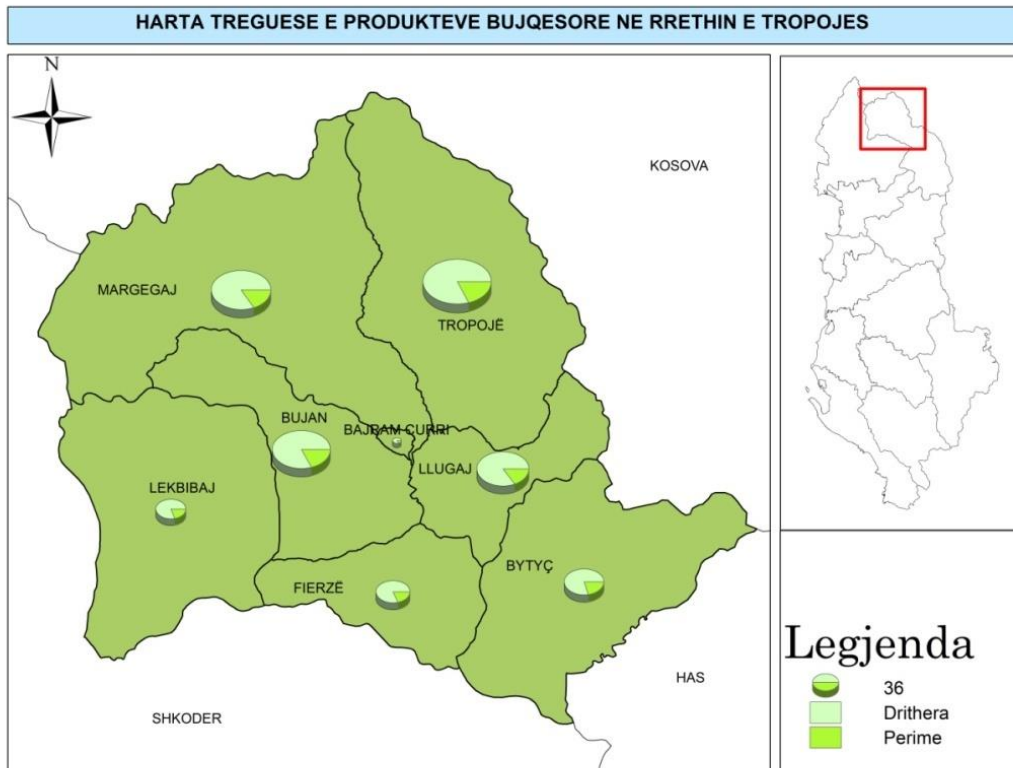 HARTA TREGUESE E PRODUKTEVE BUJQESORE NE RRETHIN E TROPOJES
N
KOSOVA
MARGEGAJ
TROPOJË
BUJAN
BAJRAM CURRI
LLUGAJ
LEKBIBAJ
BYTYÇ
FIERZË
HAS
SHKODER
Legjenda
36
Drithera
Perime